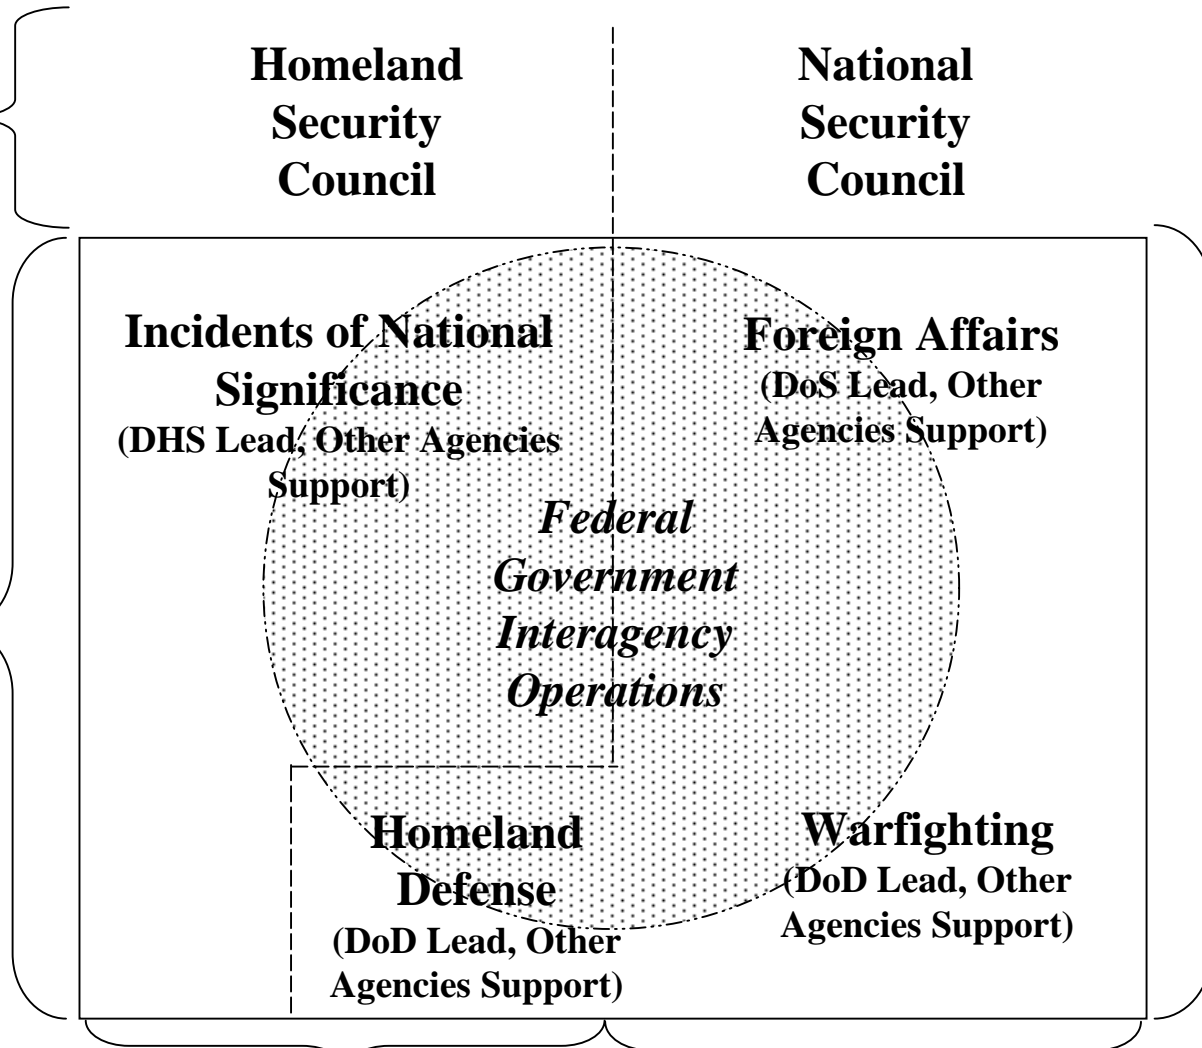 Homeland
Security
Council
National
Security
Council
Incidents of National
Significance
(DHS Lead, Other Agencies
Support)
Foreign Affairs
(DoS Lead, Other
Agencies Support)
Federal
Government
Interagency
Operations
Homeland
Defense
(DoD Lead, Other
Agencies Support)
Warfighting
(DoD Lead, Other
Agencies Support)